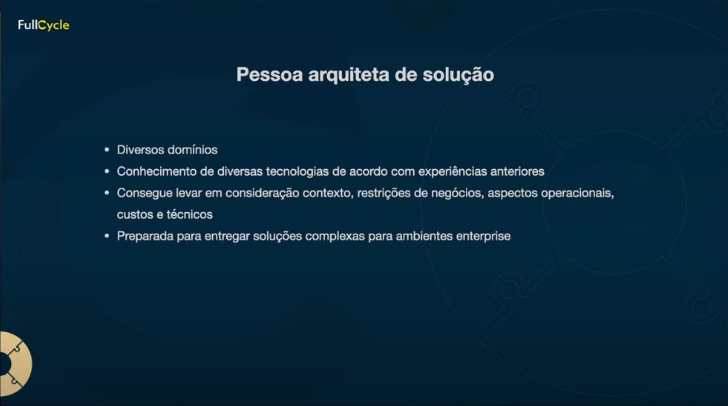 FullCycle
Pessoa arquiteta de solução
• Diversos domínios
• Conhecimento de diversas tecnologias de acordo com experiências anteriores
• Consegue levar em consideração contexto, restrições de negócios, aspectos operacionais,
custos e técnicos
• Preparada para entregar soluções complexas para ambientes enterprise